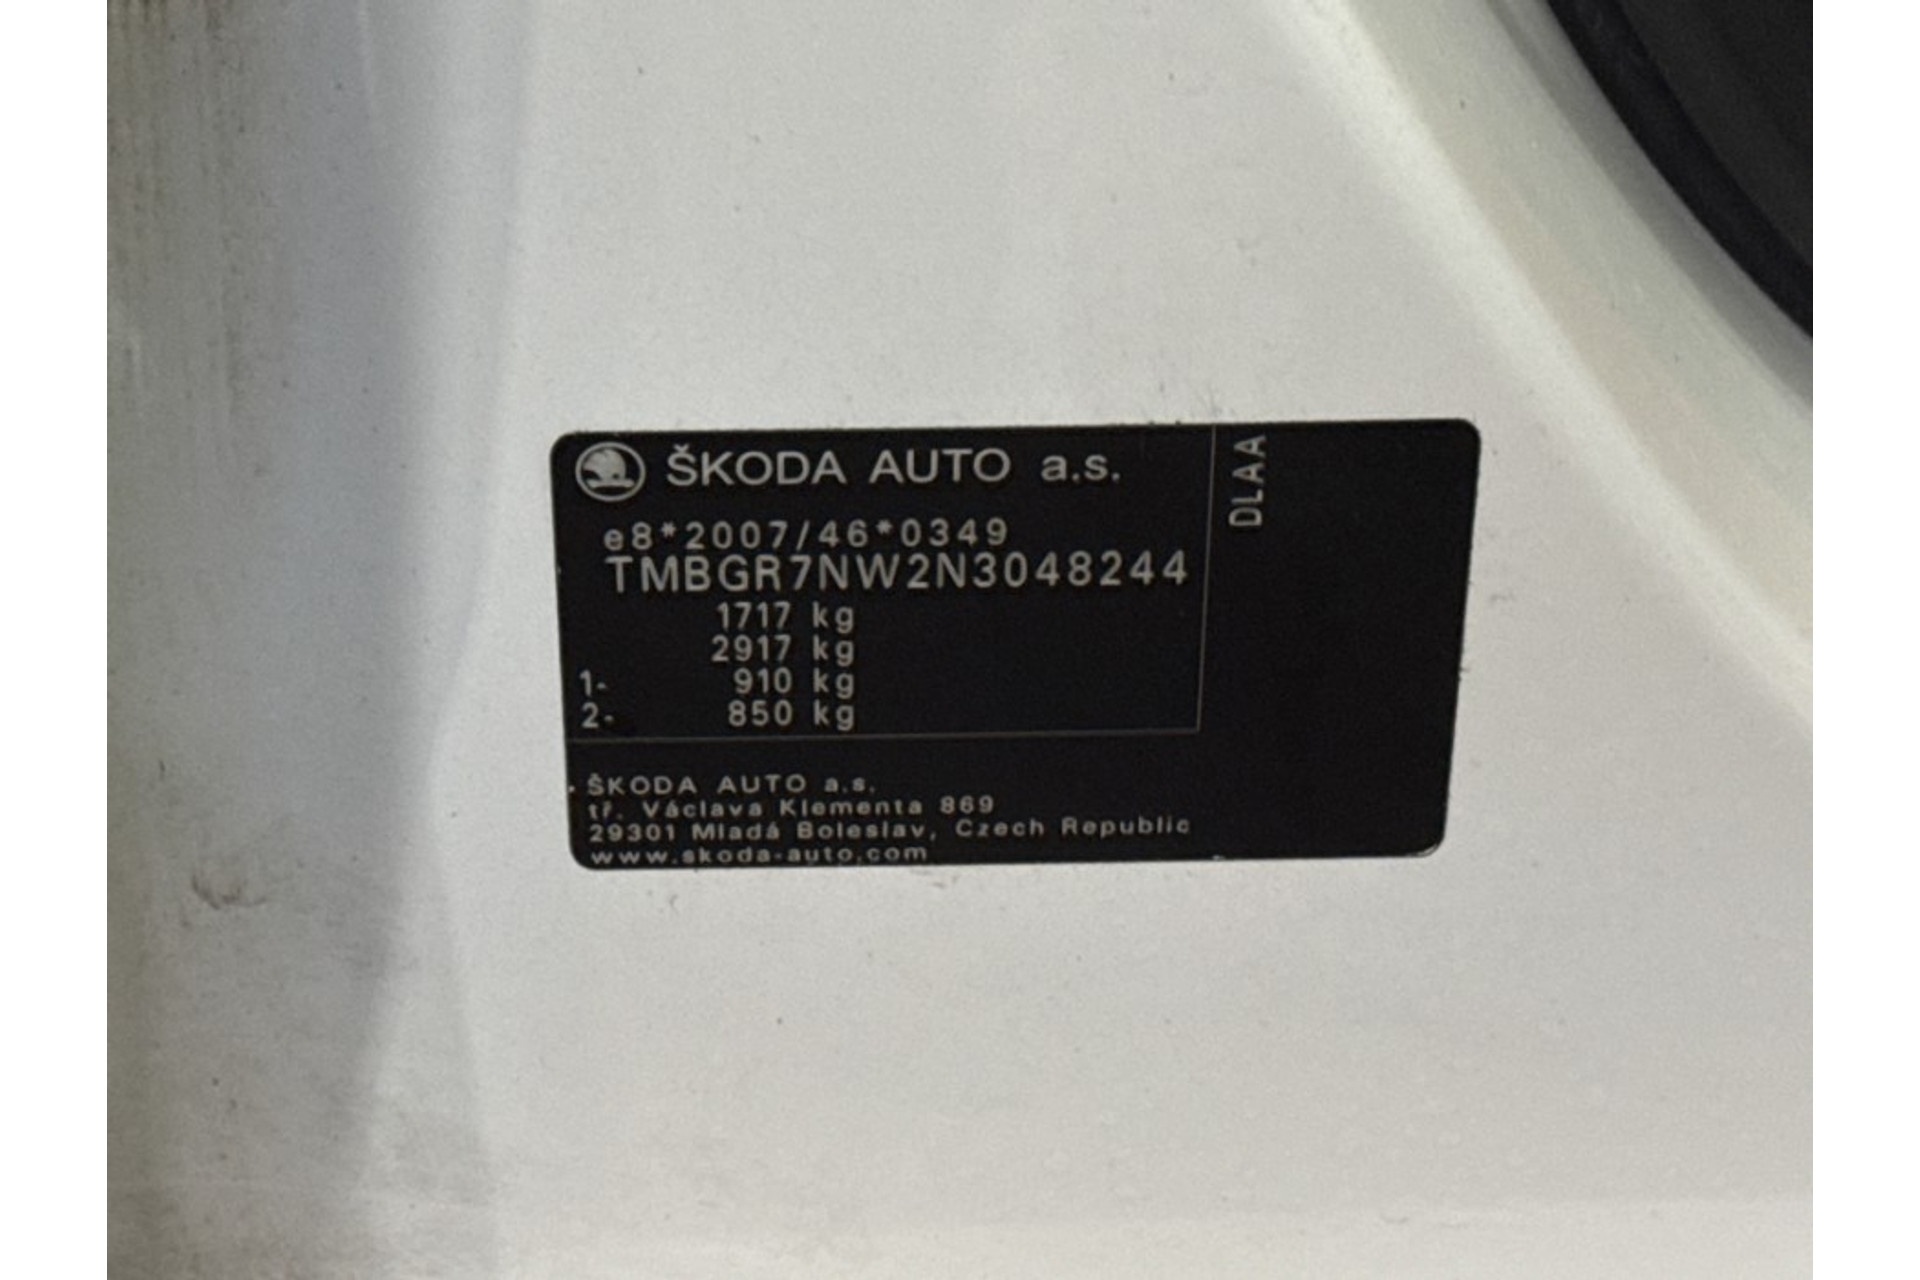 ŠKODA AUTO a.s.
e8*2007/46*0349
TMBGR7NW2N3048244
1717 kg
2917 kg
1- 910 kg
2- 850 kg
DLAA
ŠKODA AUTO a.s.
tř. Václava Klementa 869
29301 Mladá Boleslav, Czech Republic
www.skoda-auto.com